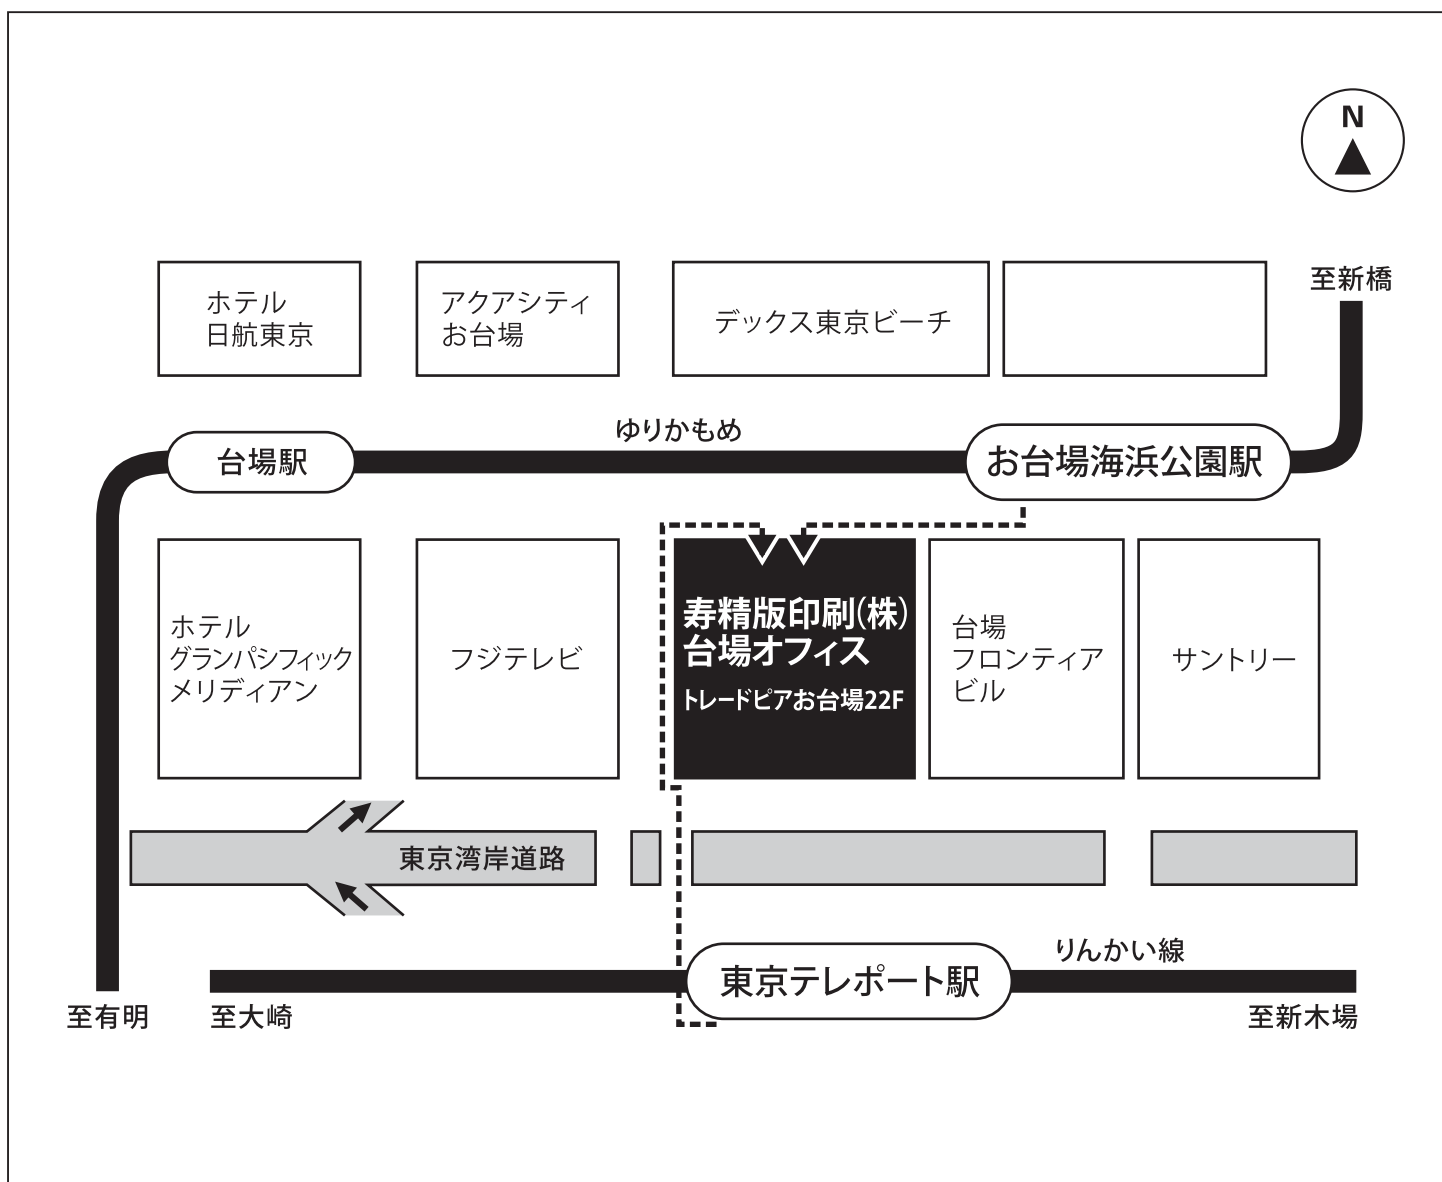 N
至新橋
ホテル
日航東京
アクアシティ
お台場
デックス東京ビーチ
ゆりかもめ
台場駅
お台場海浜公園駅
ホテル
グランパシフィック
メリディアン
フジテレビ
寿精版印刷(株)
台場オフィス
トレードピアお台場22F
台場
フロンティア
ビル
サントリー
東京湾岸道路
りんかい線
東京テレポート駅
至有明
至大崎
至新木場